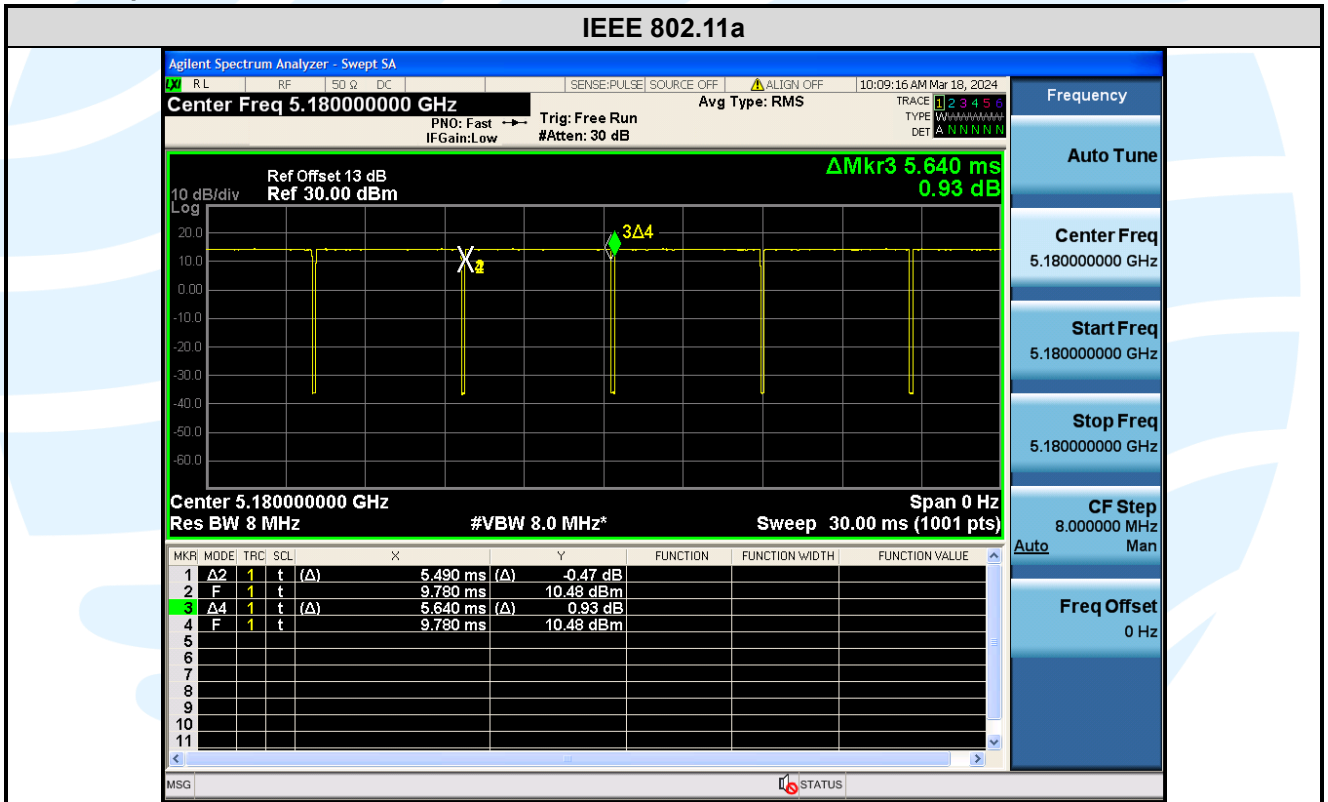 IEEE 802.11a
Agilent Spectrum Analyzer - Swept SA
LXI RL RF 50 Ω DC SENSE:PULSE SOURCE OFF ALIGN OFF 10:09:16 AM Mar 18, 2024
Center Freq 5.180000000 GHz
PNO: Fast
IFGain:Low
Trig: Free Run
#Atten: 30 dB
Avg Type: RMS
TRACE 1 2 3 4 5 6
TYPE W
DET A N N N N N
ΔMkr3 5.640 ms
0.93 dB
Ref Offset 13 dB
10 dB/div Ref 30.00 dBm
Log
20.0
10.0
0.00
-10.0
-20.0
-30.0
-40.0
-50.0
-60.0
3Δ4
Center 5.180000000 GHz Span 0 Hz
Res BW 8 MHz #VBW 8.0 MHz* Sweep 30.00 ms (1001 pts)
MKR MODE TRC SCL X Y FUNCTION FUNCTION WIDTH FUNCTION VALUE
1 Δ2 1 t (Δ) 5.490 ms (Δ) -0.47 dB
2 F 1 t 9.780 ms 10.48 dBm
3 Δ4 1 t (Δ) 5.640 ms (Δ) 0.93 dB
4 F 1 t 9.780 ms 10.48 dBm
5
6
7
8
9
10
11
MSG STATUS
Frequency
Auto Tune
Center Freq
5.180000000 GHz
Start Freq
5.180000000 GHz
Stop Freq
5.180000000 GHz
CF Step
8.000000 MHz
Auto Man
Freq Offset
0 Hz